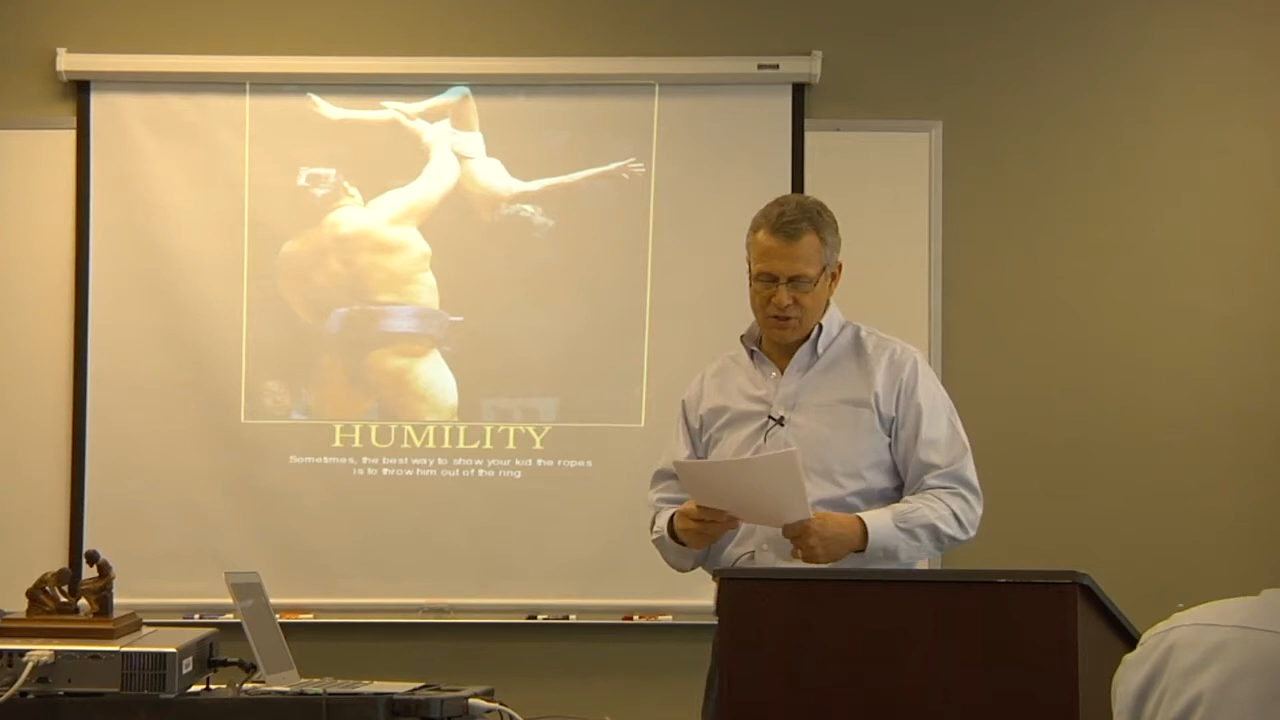 HUMILITY
Sometimes, the best way to show your kid the ropes
is to throw him out of the ring